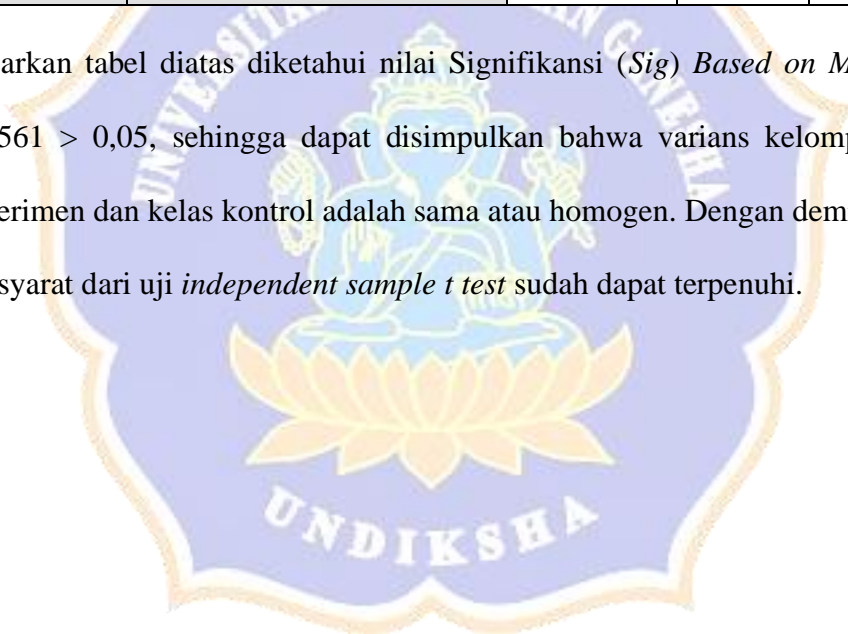 arkan tabel diatas diketahui nilai Signifikansi (Sig) Based on M
561 > 0,05, sehingga dapat disimpulkan bahwa varians kelomp
erimen dan kelas kontrol adalah sama atau homogen. Dengan dem
syarat dari uji independent sample t test sudah dapat terpenuhi.
UNDIKSHA